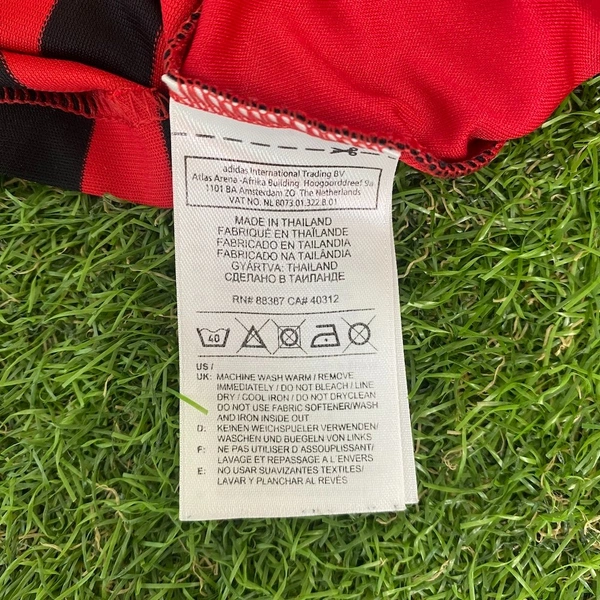 adidas International Trading BV
Atlas Arena -Afrika Building, Hoogoorddreef 9a
1101 BA Amsterdam ZO The Netherlands
VAT NO. NL 8073.01.322.B.01
MADE IN THAILAND
FABRIQUÉ EN THAÏLANDE
FABRICADO EN TAILANDIA
FABRICADO NA TAILÂNDIA
GYÁRTVA: THAILAND
СДЕЛАНО В ТАИЛАНДЕ
RN# 88387 CA# 40312
40
US /
UK: MACHINE WASH WARM / REMOVE
IMMEDIATELY / DO NOT BLEACH / LINE
DRY / COOL IRON / DO NOT DRYCLEAN
DO NOT USE FABRIC SOFTENER/WASH
AND IRON INSIDE OUT
D: KEINEN WEICHSPUELER VERWENDEN/
WASCHEN UND BUEGELN VON LINKS
F: NE PAS UTILISER D'ASSOUPLISSANT/
LAVAGE ET REPASSAGE A L'ENVERS
E: NO USAR SUAVIZANTES TEXTILES/
LAVAR Y PLANCHAR AL REVÉS